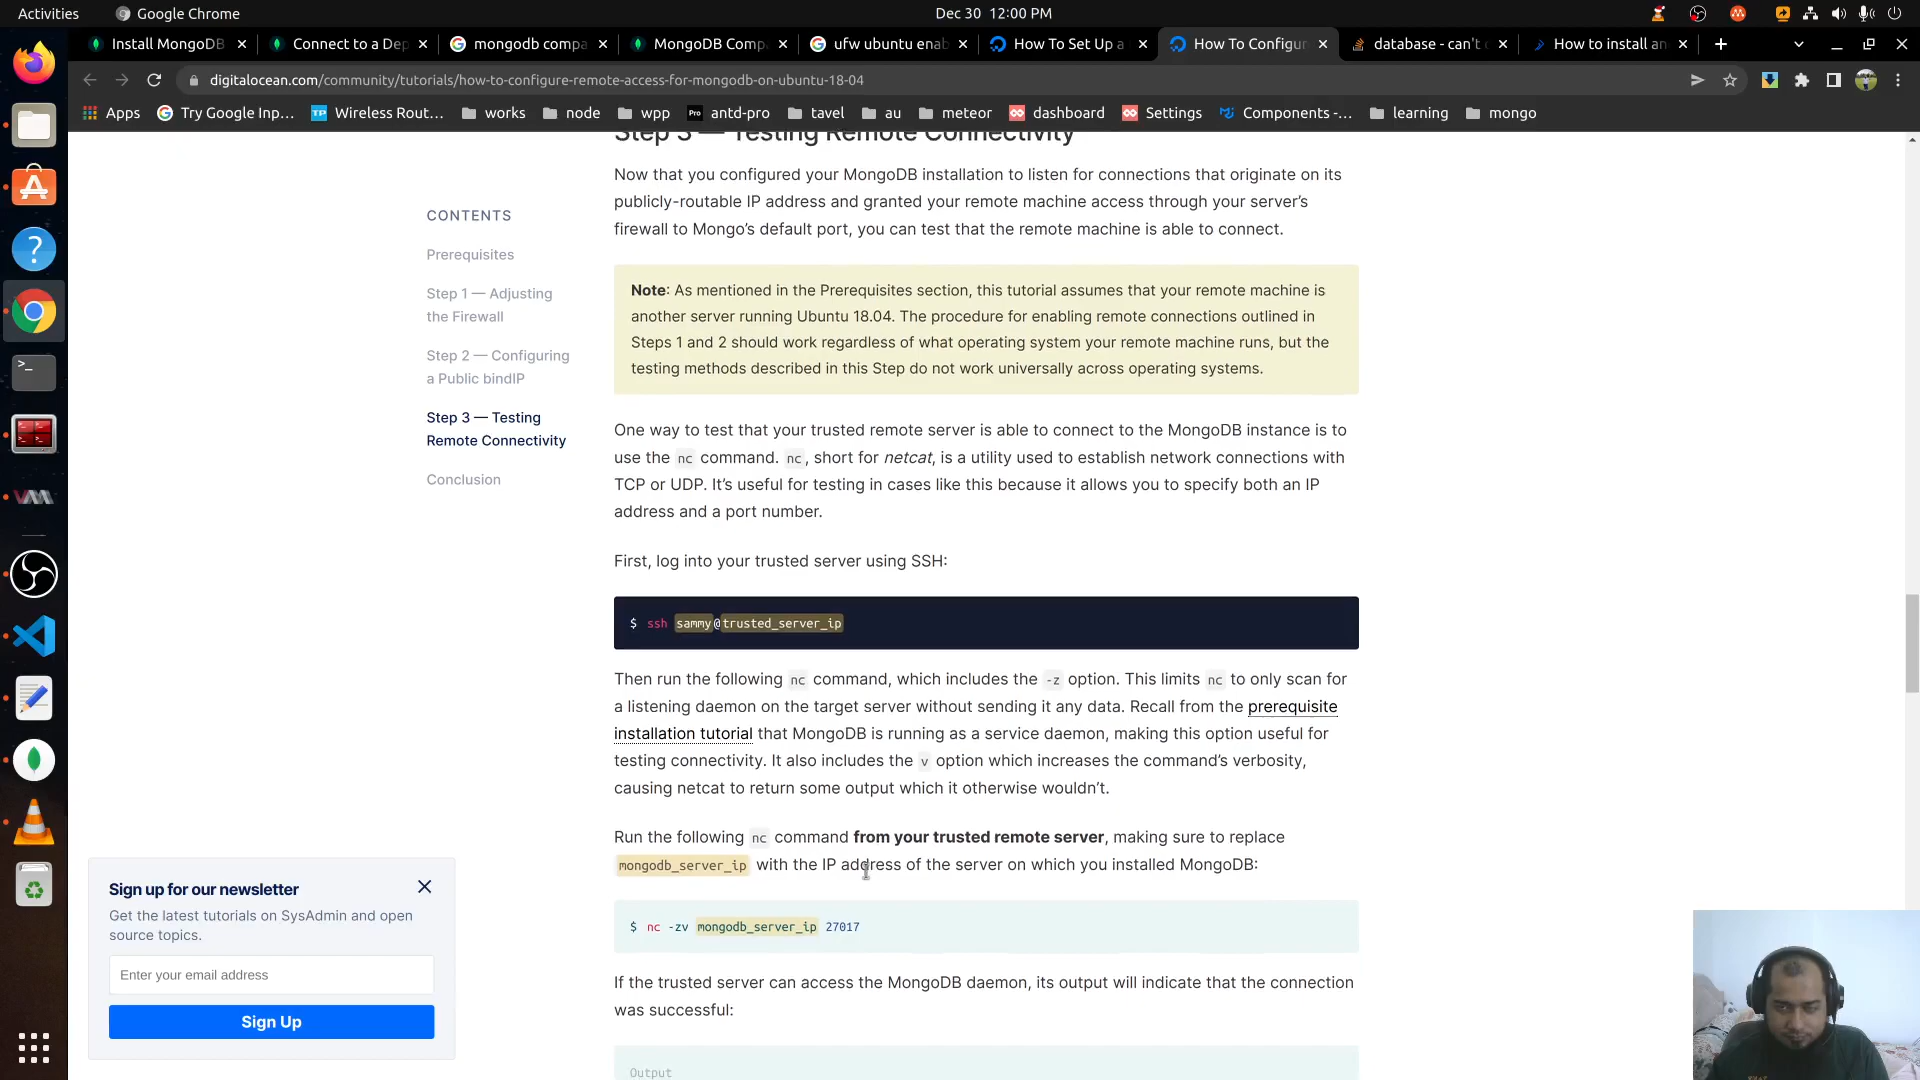 Activities
Google Chrome
Dec 30 12:00 PM
Install MongoDB
Connect to a Dep
mongodb compa
MongoDB Comp
ufw ubuntu enab
How To Set Up a
How To Configur
database - can't c
How to install an
digitalocean.com/community/tutorials/how-to-configure-remote-access-for-mongodb-on-ubuntu-18-04
Apps
Try Google Inp...
Wireless Rout...
works
node
wpp
antd-pro
tavel
au
meteor
dashboard
Settings
Components -...
learning
mongo
Step 3 — Testing Remote Connectivity
Now that you configured your MongoDB installation to listen for connections that originate on its
publicly-routable IP address and granted your remote machine access through your server's
firewall to Mongo's default port, you can test that the remote machine is able to connect.
CONTENTS
Prerequisites
Step 1 — Adjusting
the Firewall
Step 2 — Configuring
a Public bindIP
Step 3 — Testing
Remote Connectivity
Conclusion
Note: As mentioned in the Prerequisites section, this tutorial assumes that your remote machine is
another server running Ubuntu 18.04. The procedure for enabling remote connections outlined in
Steps 1 and 2 should work regardless of what operating system your remote machine runs, but the
testing methods described in this Step do not work universally across operating systems.
One way to test that your trusted remote server is able to connect to the MongoDB instance is to
use the nc command. nc, short for netcat, is a utility used to establish network connections with
TCP or UDP. It's useful for testing in cases like this because it allows you to specify both an IP
address and a port number.
First, log into your trusted server using SSH:
$ ssh sammy@trusted_server_ip
Then run the following nc command, which includes the -z option. This limits nc to only scan for
a listening daemon on the target server without sending it any data. Recall from the prerequisite
installation tutorial that MongoDB is running as a service daemon, making this option useful for
testing connectivity. It also includes the v option which increases the command's verbosity,
causing netcat to return some output which it otherwise wouldn't.
Run the following nc command from your trusted remote server, making sure to replace
mongodb_server_ip with the IP address of the server on which you installed MongoDB:
$ nc -zv mongodb_server_ip 27017
If the trusted server can access the MongoDB daemon, its output will indicate that the connection
was successful:
Output
Sign up for our newsletter
Get the latest tutorials on SysAdmin and open
source topics.
Enter your email address
Sign Up